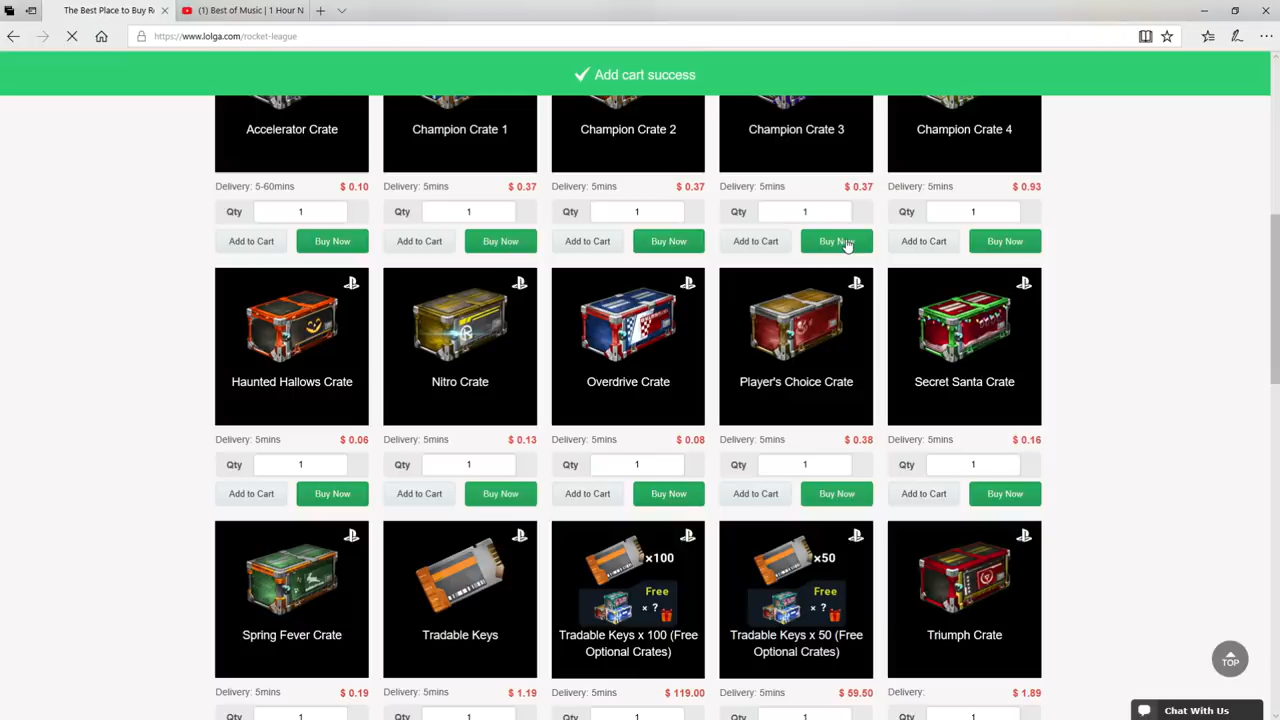 The Best Place to Buy Ro
(1) Best of Music | 1 Hour N
https://www.lolga.com/rocket-league
Add cart success
Accelerator Crate Champion Crate 1 Champion Crate 2 Champion Crate 3 Champion Crate 4
Delivery: 5-60mins $ 0.10 Delivery: 5mins $ 0.37 Delivery: 5mins $ 0.37 Delivery: 5mins $ 0.37 Delivery: 5mins $ 0.93
Qty 1 Qty 1 Qty 1 Qty 1 Qty 1
Add to Cart Buy Now Add to Cart Buy Now Add to Cart Buy Now Add to Cart Buy Now Add to Cart Buy Now
Haunted Hallows Crate Nitro Crate Overdrive Crate Player's Choice Crate Secret Santa Crate
Delivery: 5mins $ 0.06 Delivery: 5mins $ 0.13 Delivery: 5mins $ 0.08 Delivery: 5mins $ 0.38 Delivery: 5mins $ 0.16
Qty 1 Qty 1 Qty 1 Qty 1 Qty 1
Add to Cart Buy Now Add to Cart Buy Now Add to Cart Buy Now Add to Cart Buy Now Add to Cart Buy Now
×100 ×50
Free Free
× ? × ?
Spring Fever Crate Tradable Keys Tradable Keys x 100 (Free Tradable Keys x 50 (Free Triumph Crate
Optional Crates) Optional Crates)
TOP
Delivery: 5mins $ 0.19 Delivery: 5mins $ 1.19 Delivery: 5mins $ 119.00 Delivery: 5mins $ 59.50 Delivery: $ 1.89
Qty Qty Qty Qty Qty
Chat With Us